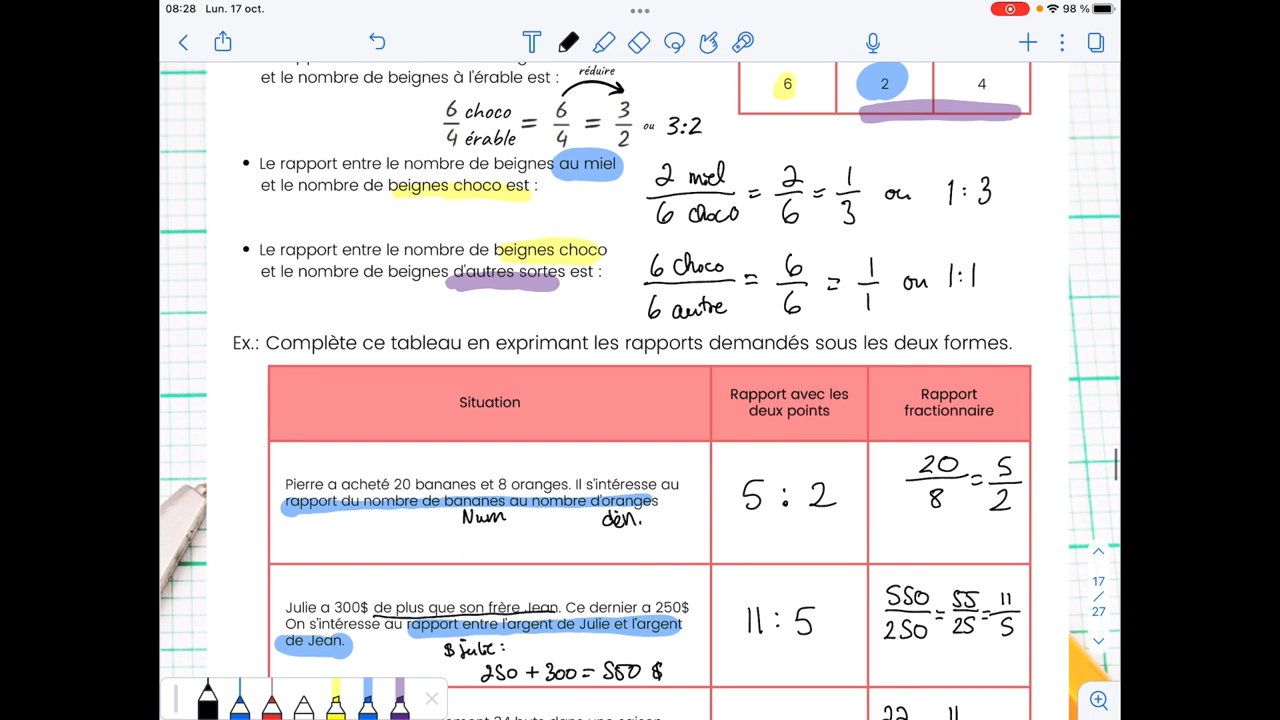 08:28 Lun. 17 oct.
98 %
et le nombre de beignes à l'érable est :
réduire
6 choco / 4 érable = 6/4 = 3/2 ou 3:2
6 2 4
• Le rapport entre le nombre de beignes au miel
et le nombre de beignes choco est :
2 miel / 6 choco = 2/6 = 1/3 ou 1:3
• Le rapport entre le nombre de beignes choco
et le nombre de beignes d'autres sortes est :
6 choco / 6 autre = 6/6 = 1/1 ou 1:1
Ex.: Complète ce tableau en exprimant les rapports demandés sous les deux formes.
Situation
Rapport avec les
deux points
Rapport
fractionnaire
Pierre a acheté 20 bananes et 8 oranges. Il s'intéresse au
rapport du nombre de bananes au nombre d'oranges
Num dén.
5 : 2
20/8 = 5/2
Julie a 300$ de plus que son frère Jean. Ce dernier a 250$
On s'intéresse au rapport entre l'argent de Julie et l'argent
de Jean.
$ Julie :
250 + 300 = 550 $
11 : 5
550/250 = 55/25 = 11/5
22 11
17
/
27